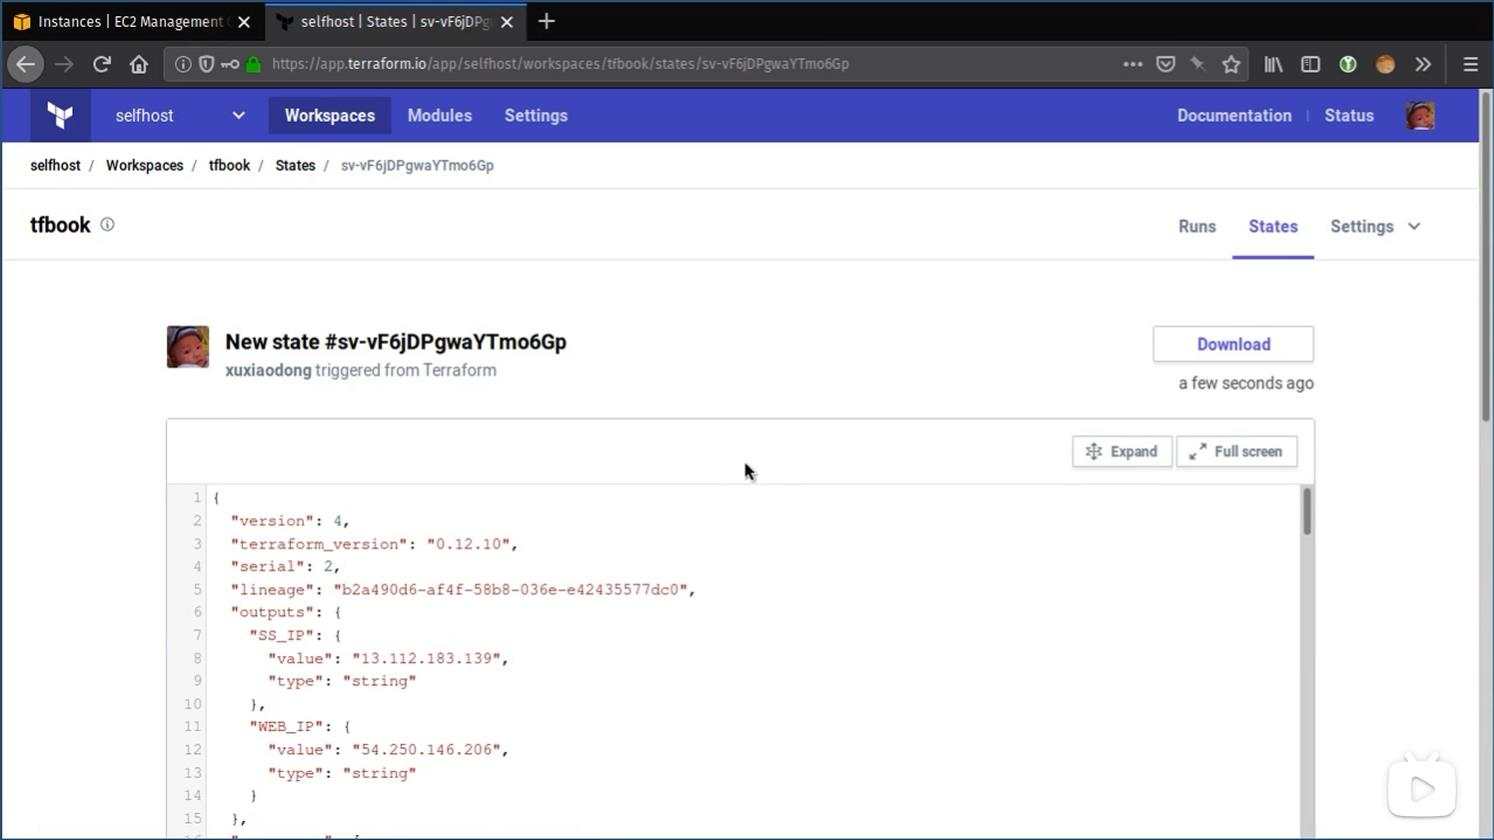 Instances | EC2 Management
selfhost | States | sv-vF6jDPg
https://app.terraform.io/app/selfhost/workspaces/tfbook/states/sv-vF6jDPgwaYTmo6Gp
selfhost Workspaces Modules Settings Documentation | Status
selfhost / Workspaces / tfbook / States / sv-vF6jDPgwaYTmo6Gp
tfbook
Runs States Settings
New state #sv-vF6jDPgwaYTmo6Gp
Download
xuxiaodong triggered from Terraform
a few seconds ago
Expand Full screen
1 {
2 "version": 4,
3 "terraform_version": "0.12.10",
4 "serial": 2,
5 "lineage": "b2a490d6-af4f-58b8-036e-e42435577dc0",
6 "outputs": {
7 "SS_IP": {
8 "value": "13.112.183.139",
9 "type": "string"
10 },
11 "WEB_IP": {
12 "value": "54.250.146.206",
13 "type": "string"
14 }
15 },